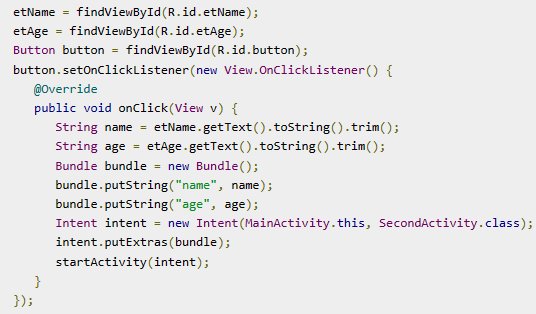 etName = findViewById(R.id.etName);
etAge = findViewById(R.id.etAge);
Button button = findViewById(R.id.button);
button.setOnClickListener(new View.OnClickListener() {
@Override
public void onClick(View v) {
String name = etName.getText().toString().trim();
String age = etAge.getText().toString().trim();
Bundle bundle = new Bundle();
bundle.putString("name", name);
bundle.putString("age", age);
Intent intent = new Intent(MainActivity.this, SecondActivity.class);
intent.putExtras(bundle);
startActivity(intent);
}
});